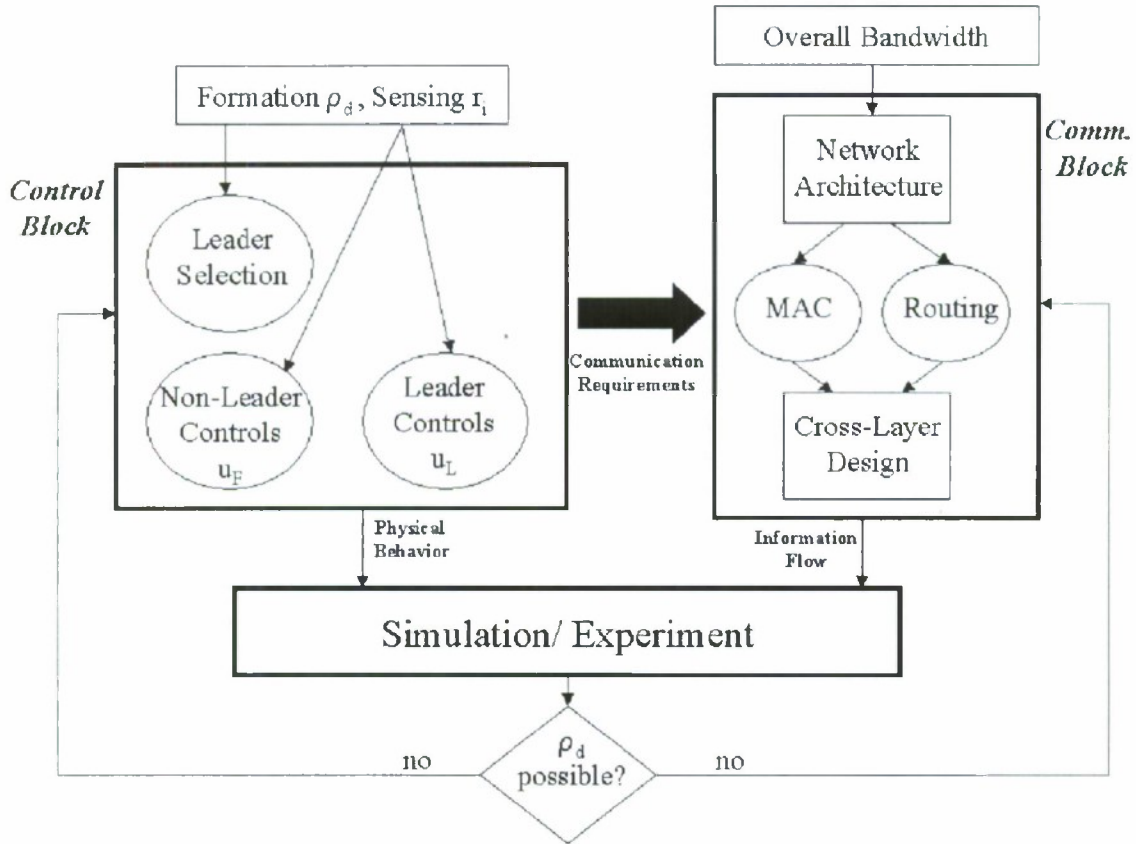 Overall Bandwidth
Formation ρd, Sensing ri
Control
Block
Leader
Selection
Non-Leader
Controls
uF
Leader
Controls
uL
Communication
Requirements
Comm.
Block
Network
Architecture
MAC
Routing
Cross-Layer
Design
Physical
Behavior
Information
Flow
Simulation/ Experiment
ρd
possible?
no
no